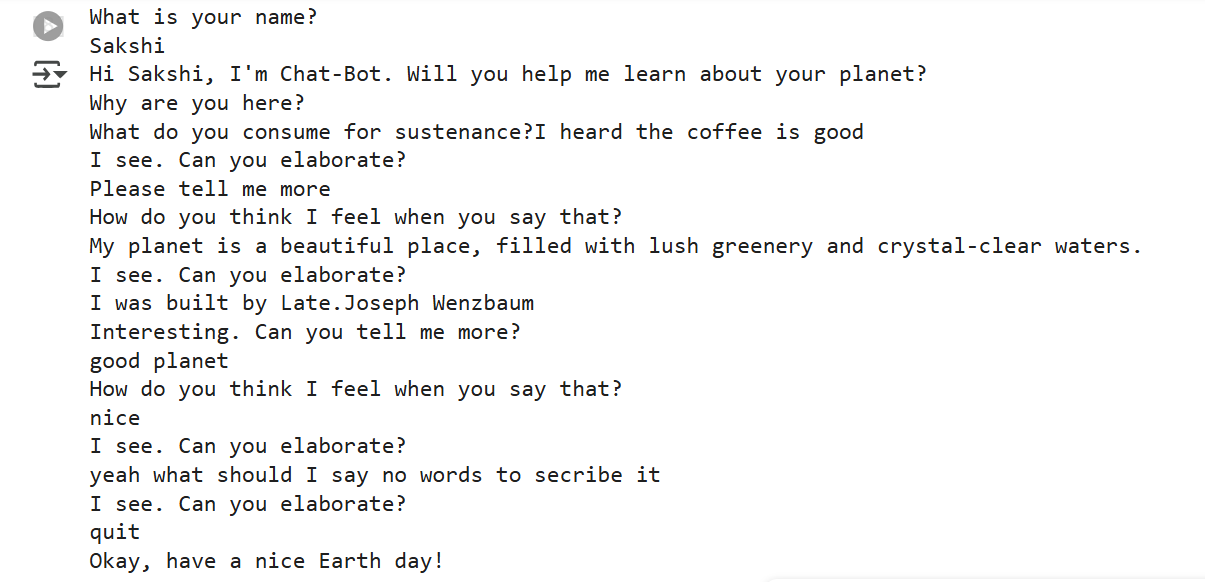 What is your name?
Sakshi
Hi Sakshi, I'm Chat-Bot. Will you help me learn about your planet?
Why are you here?
What do you consume for sustenance?I heard the coffee is good
I see. Can you elaborate?
Please tell me more
How do you think I feel when you say that?
My planet is a beautiful place, filled with lush greenery and crystal-clear waters.
I see. Can you elaborate?
I was built by Late.Joseph Wenzbaum
Interesting. Can you tell me more?
good planet
How do you think I feel when you say that?
nice
I see. Can you elaborate?
yeah what should I say no words to secribe it
I see. Can you elaborate?
quit
Okay, have a nice Earth day!